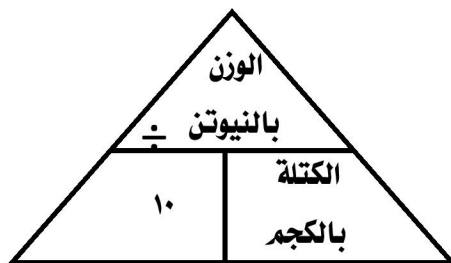 الوزن
بالنيوتن
÷
الكتلة
بالكجم
١٠